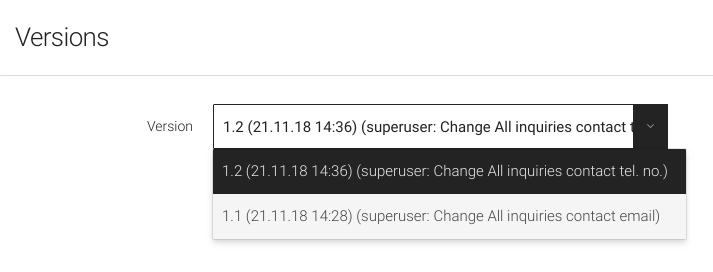 Versions
Version
1.2 (21.11.18 14:36) (superuser: Change All inquiries contact
1.2 (21.11.18 14:36) (superuser: Change All inquiries contact tel. no.)
1.1 (21.11.18 14:28) (superuser: Change All inquiries contact email)